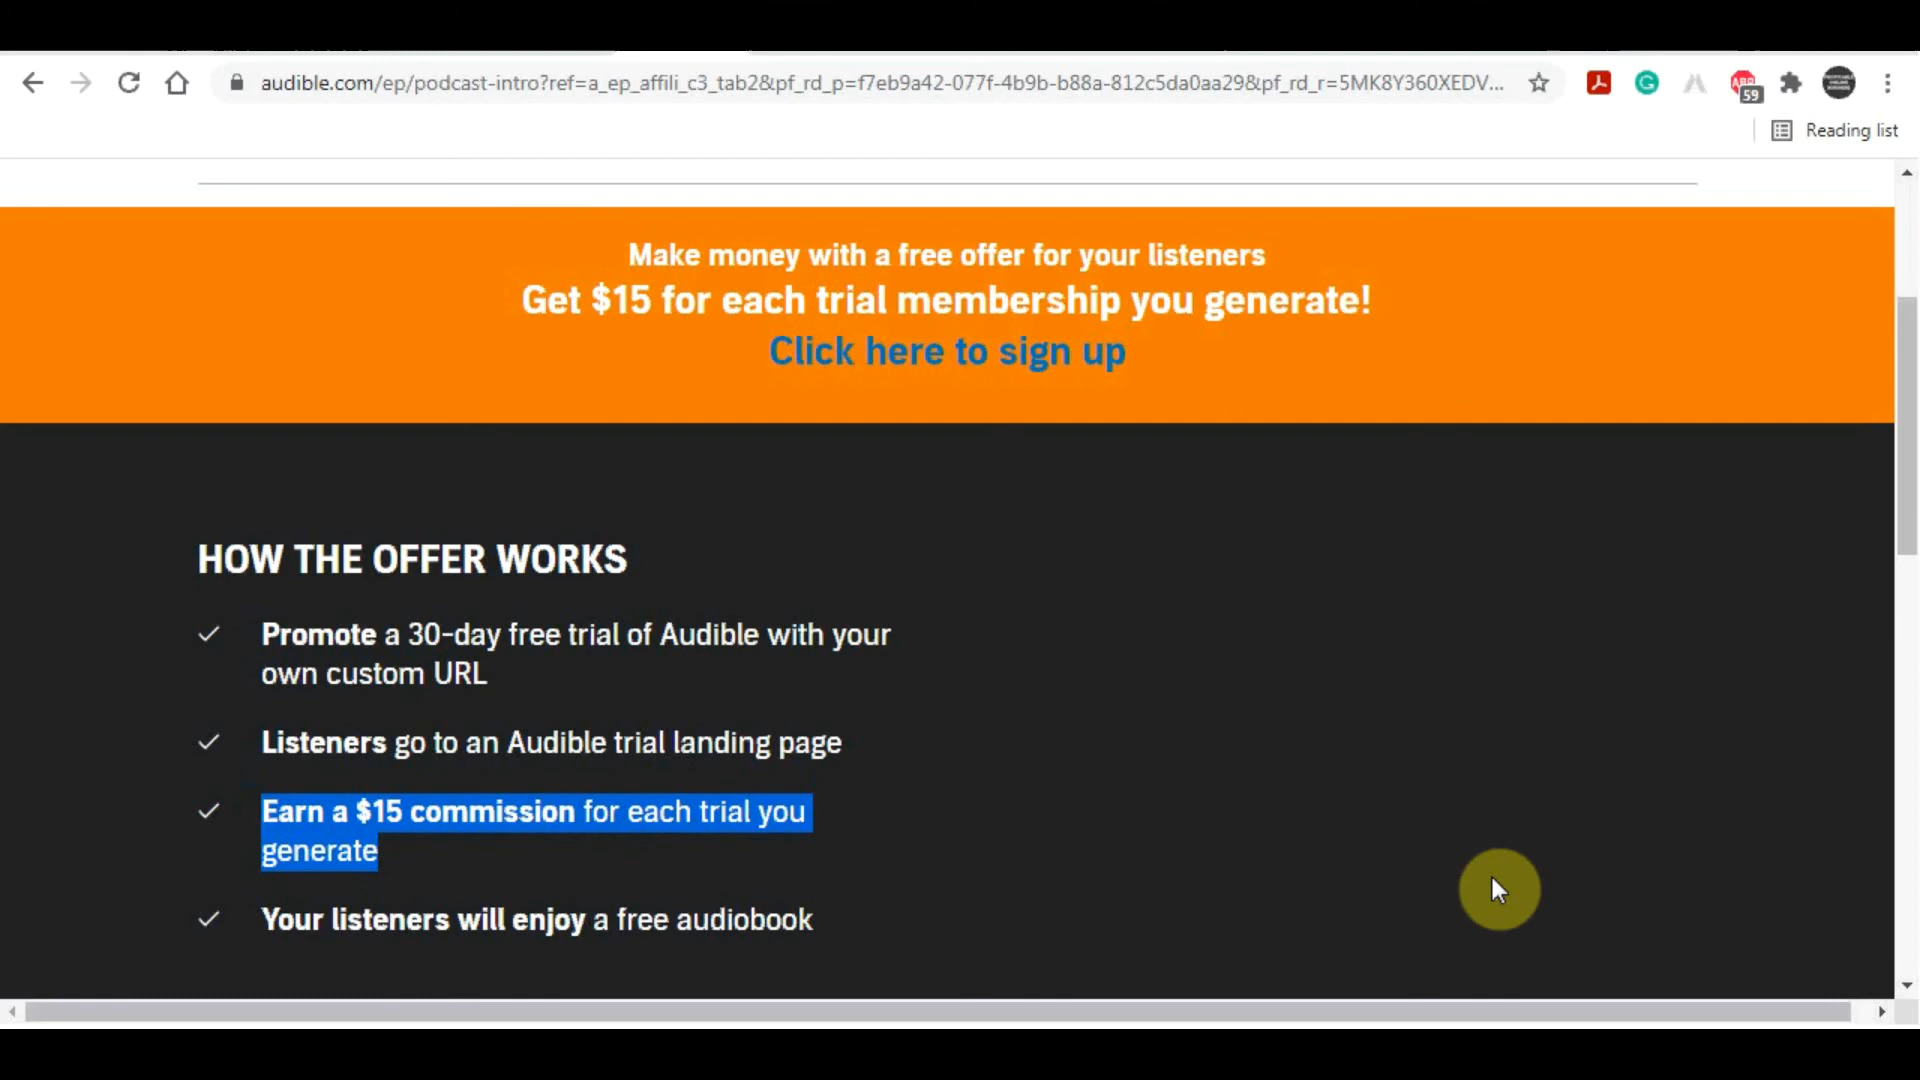 audible.com/ep/podcast-intro?ref=a_ep_affili_c3_tab2&pf_rd_p=f7eb9a42-077f-4b9b-b88a-812c5da0aa29&pf_rd_r=5MK8Y360XEDV...
ABP
59
Reading list
Make money with a free offer for your listeners
Get $15 for each trial membership you generate!
Click here to sign up
HOW THE OFFER WORKS
Promote a 30-day free trial of Audible with your
own custom URL
Listeners go to an Audible trial landing page
Earn a $15 commission for each trial you
generate
Your listeners will enjoy a free audiobook